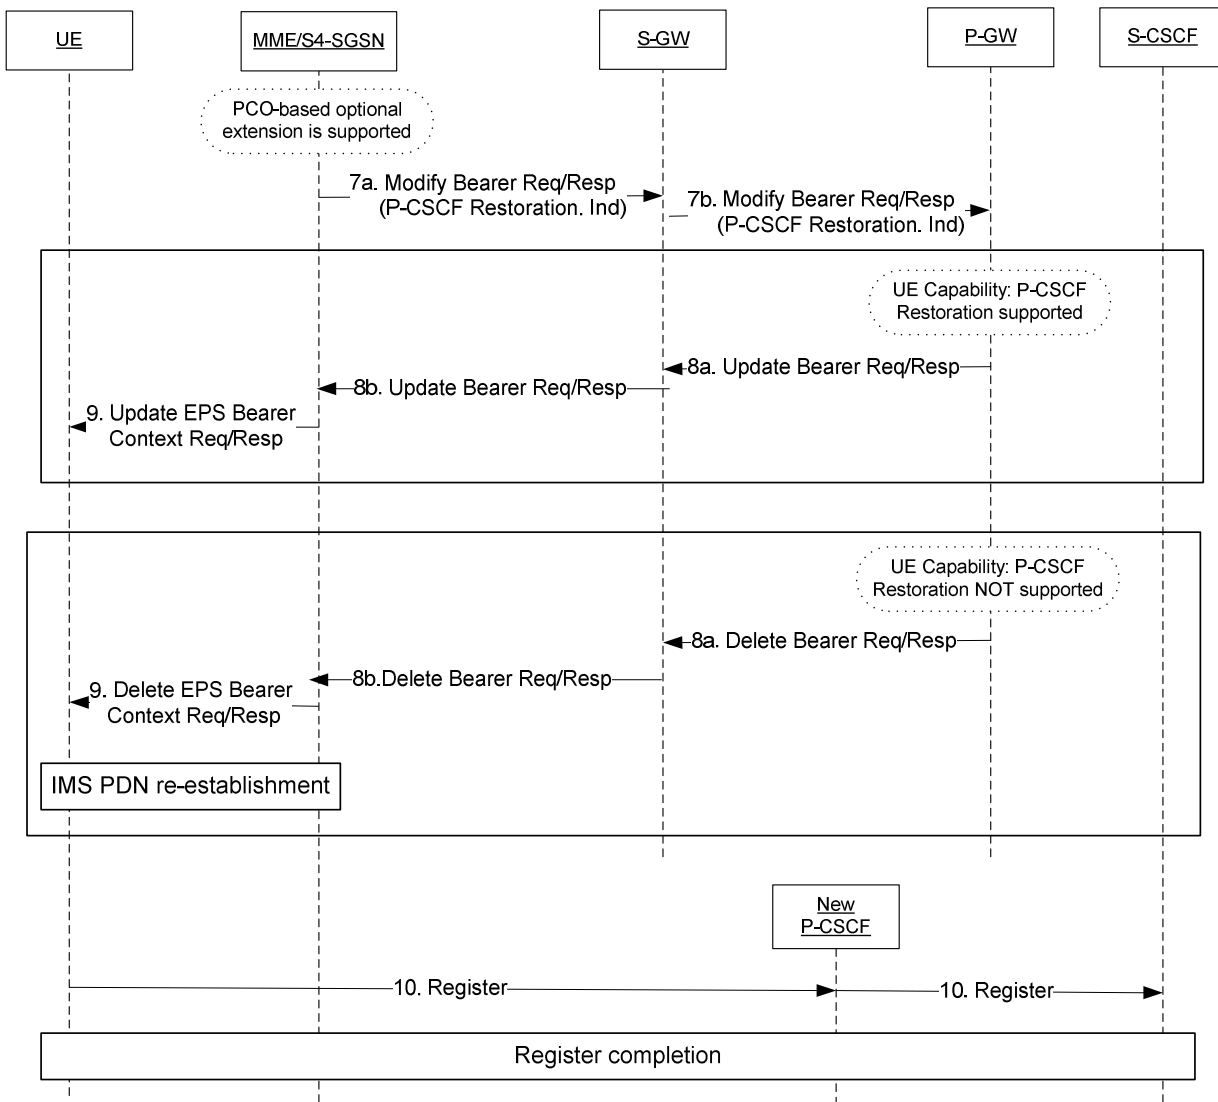 UE
MME/S4-SGSN
S-GW
P-GW
S-CSCF
PCO-based optional
extension is supported
7a. Modify Bearer Req/Resp
(P-CSCF Restoration. Ind)
7b. Modify Bearer Req/Resp
(P-CSCF Restoration. Ind)
UE Capability: P-CSCF
Restoration supported
8a. Update Bearer Req/Resp
8b. Update Bearer Req/Resp
9. Update EPS Bearer
Context Req/Resp
UE Capability: P-CSCF
Restoration NOT supported
8a. Delete Bearer Req/Resp
8b.Delete Bearer Req/Resp
9. Delete EPS Bearer
Context Req/Resp
IMS PDN re-establishment
New
P-CSCF
10. Register
10. Register
Register completion